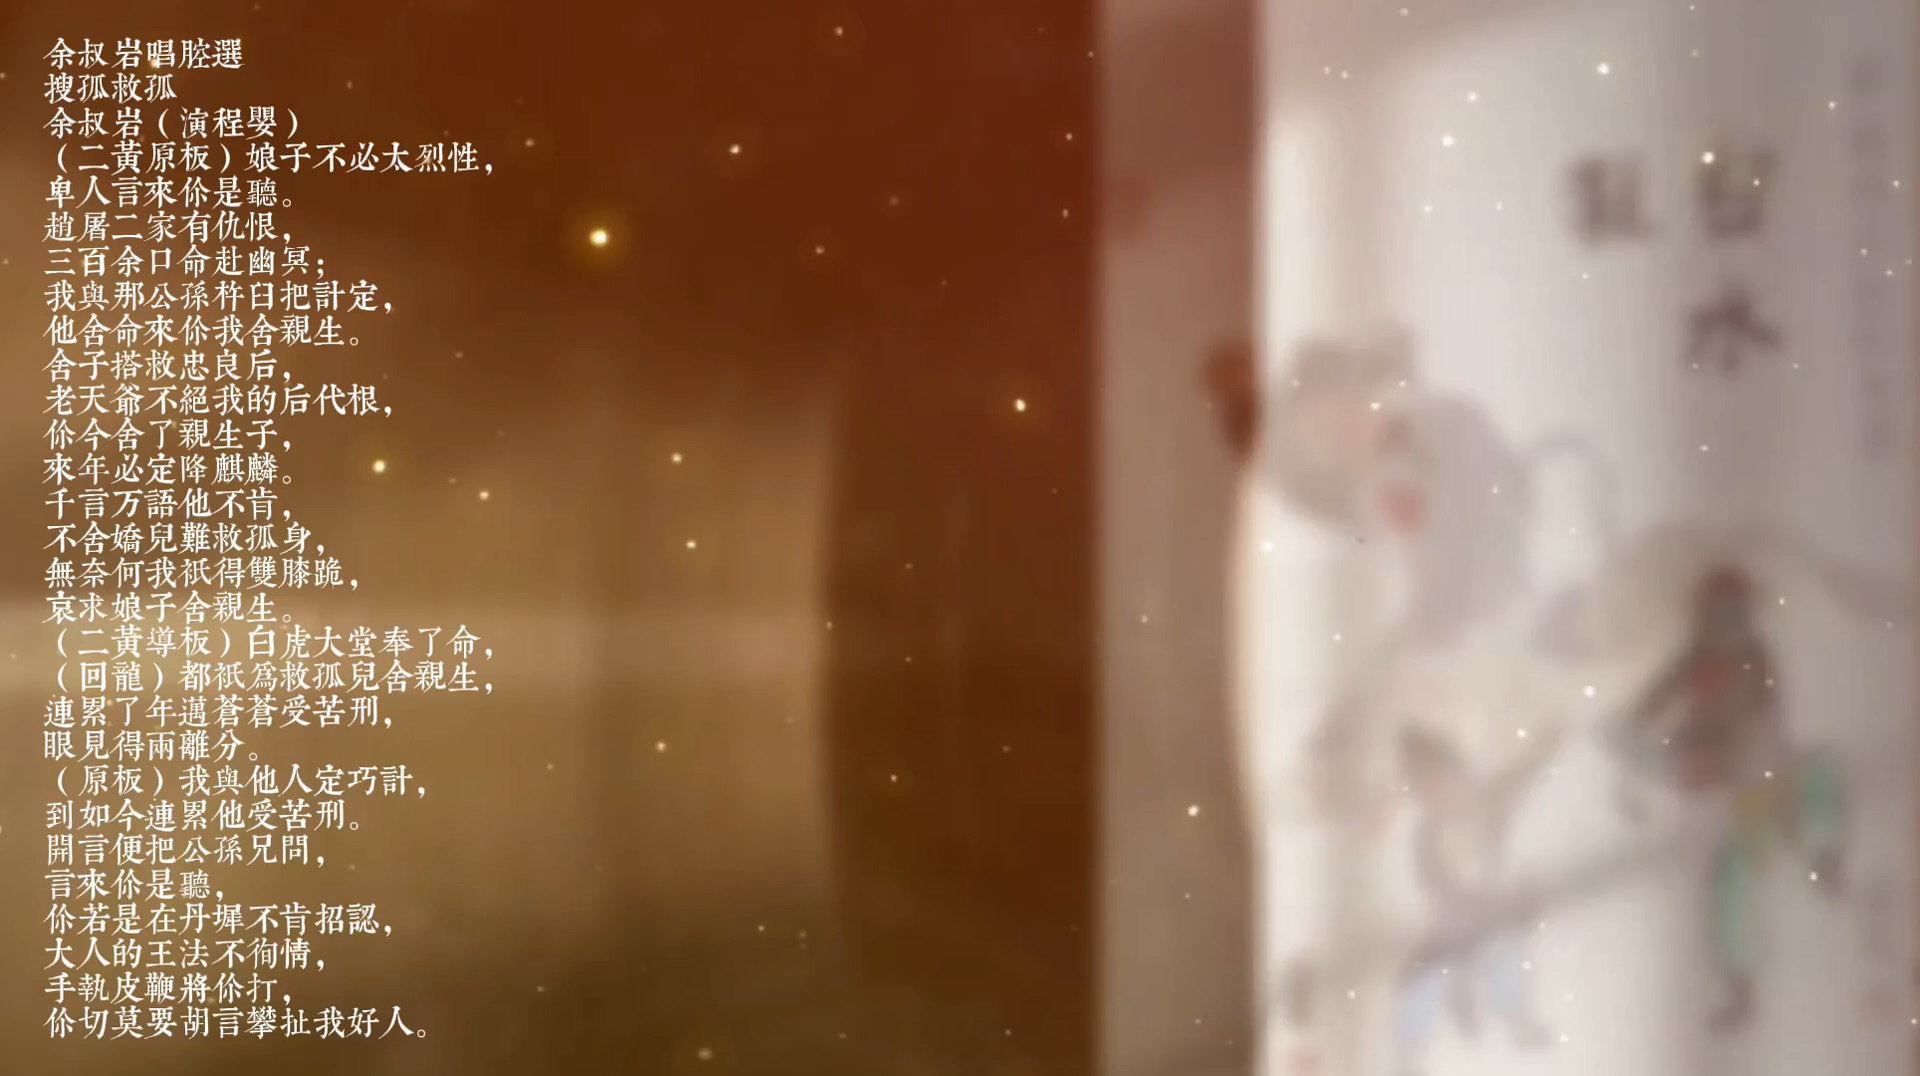 余叔岩唱腔選
搜孤救孤
余叔岩（演程嬰）
（二黃原板）娘子不必太烈性，
卑人言來你是聽。
趙屠二家有仇恨，
三百余口命赴幽冥；
我與那公孫杵臼把計定，
他舍命來你我舍親生。
舍子搭救忠良后，
老天爺不絕我的后代根，
你今舍了親生子，
來年必定降麒麟。
千言万語他不肯，
不舍嬌兒難救孤身，
無奈何我祇得雙膝跪，
哀求娘子舍親生。
（二黃導板）白虎大堂奉了命，
（回龍）都祇爲救孤兒舍親生，
連累了年邁蒼蒼受苦刑，
眼見得兩離分。
（原板）我與他人定巧計，
到如今連累他受苦刑。
開言便把公孫兄問，
言來你是聽，
你若是在丹墀不肯招認，
大人的王法不徇情，
手執皮鞭將你打，
你切莫要胡言攀扯我好人。